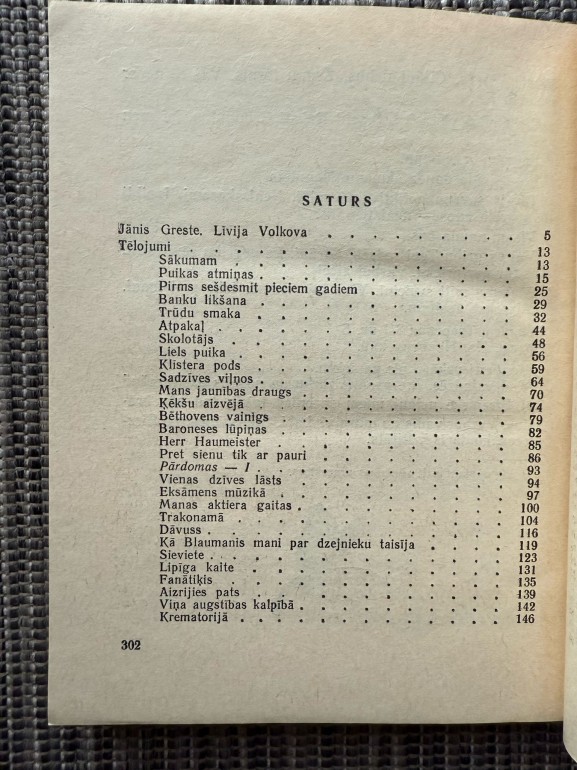 SATURS
Jānis Greste. Līvija Volkova . . . . . . . . . . 5
Tēlojumi . . . . . . . . . . . . . . . 13
Sākumam . . . . . . . . . . . . . 13
Puikas atmiņas . . . . . . . . . . . . 15
Pirms sešdesmit pieciem gadiem . . . . . . . 25
Banku likšana . . . . . . . . . . . . 29
Trūdu smaka . . . . . . . . . . . . 32
Atpakaļ . . . . . . . . . . . . . 44
Skolotājs . . . . . . . . . . . . . 48
Liels puika . . . . . . . . . . . . . 56
Klīstera pods . . . . . . . . . . . . 59
Sadzīves viļņos . . . . . . . . . . . . 64
Mans jaunības draugs . . . . . . . . . . 70
Ķēkšu aizvējā . . . . . . . . . . . . 74
Bēthovens vainigs . . . . . . . . . . . 79
Baroneses lūpiņas . . . . . . . . . . . 82
Herr Haumeister . . . . . . . . . . . 85
Pret sienu tik ar pauri . . . . . . . . . 86
Pārdomas — I . . . . . . . . . . . . 93
Vienas dzīves lāsts . . . . . . . . . . 94
Eksāmens mūzikā . . . . . . . . . . . 97
Manas aktiera gaitas . . . . . . . . . . 100
Trakonamā . . . . . . . . . . . . 104
Dāvuss . . . . . . . . . . . . . 116
Kā Blaumanis mani par dzejnieku taisīja . . . . . 119
Sieviete . . . . . . . . . . . . . 123
Lipīga kaite . . . . . . . . . . . . 131
Fanātiķis . . . . . . . . . . . . . 135
Aizrijies pats . . . . . . . . . . . . 139
Viņa augstības kalpībā . . . . . . . . . 142
Krematorijā . . . . . . . . . . . . 146
302